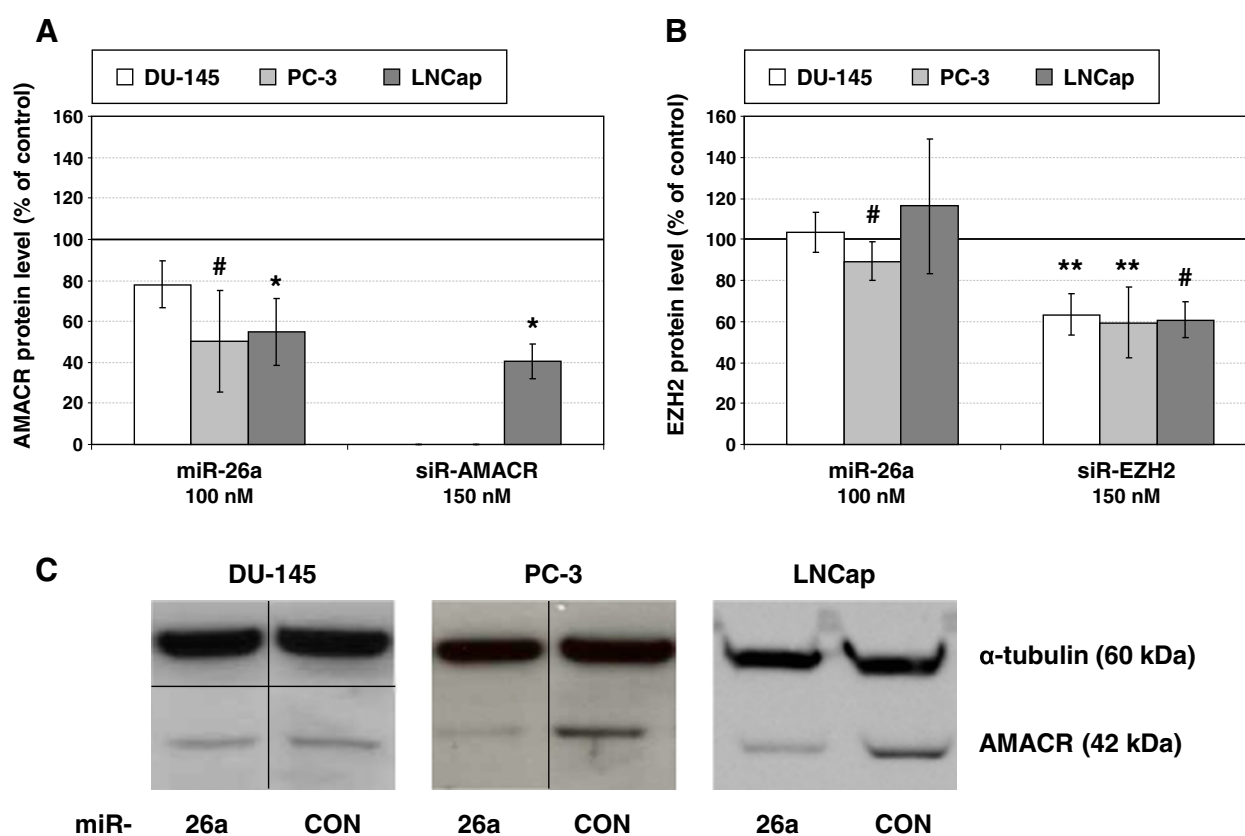 A
DU-145 PC-3 LNCap
AMACR protein level (% of control)
160
140
120
100
80
60
40
20
0
#
*
*
miR-26a
100 nM
siR-AMACR
150 nM
B
DU-145 PC-3 LNCap
EZH2 protein level (% of control)
160
140
120
100
80
60
40
20
0
#
**
**
#
miR-26a
100 nM
siR-EZH2
150 nM
C
DU-145 PC-3 LNCap
α-tubulin (60 kDa)
AMACR (42 kDa)
miR- 26a CON 26a CON 26a CON